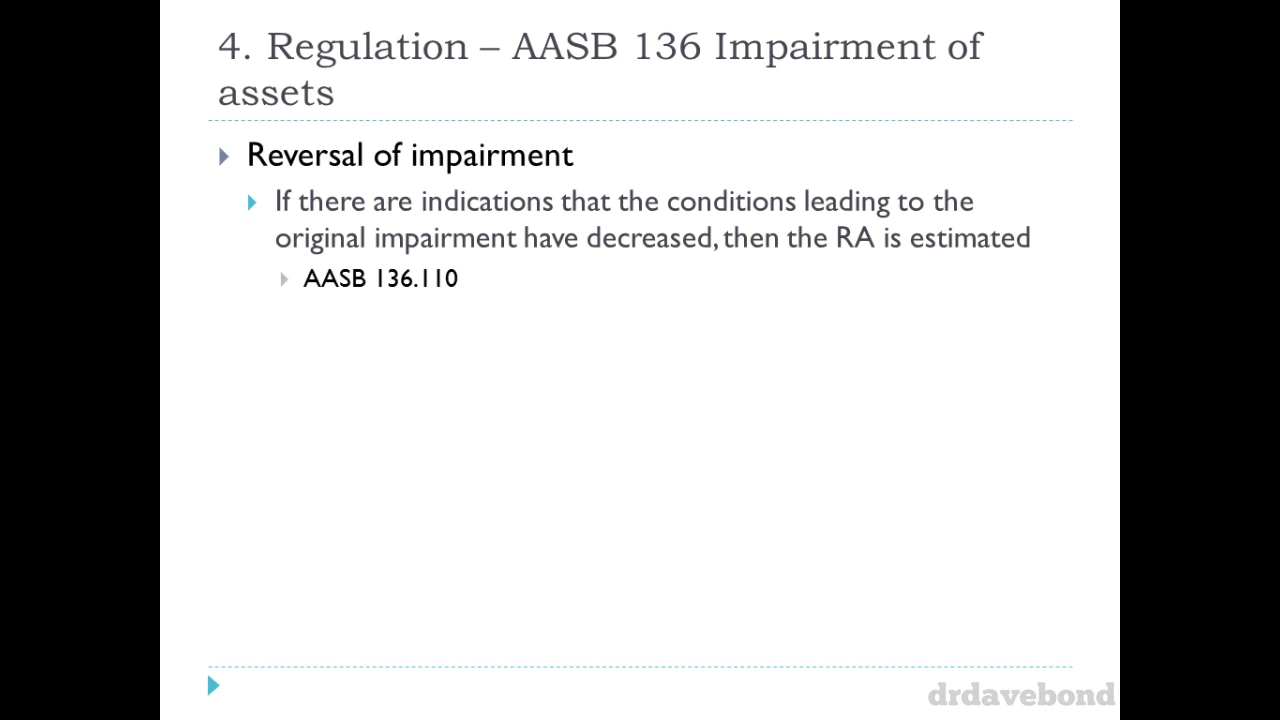 4. Regulation – AASB 136 Impairment of
assets
Reversal of impairment
If there are indications that the conditions leading to the
original impairment have decreased, then the RA is estimated
AASB 136.110
drdavebond